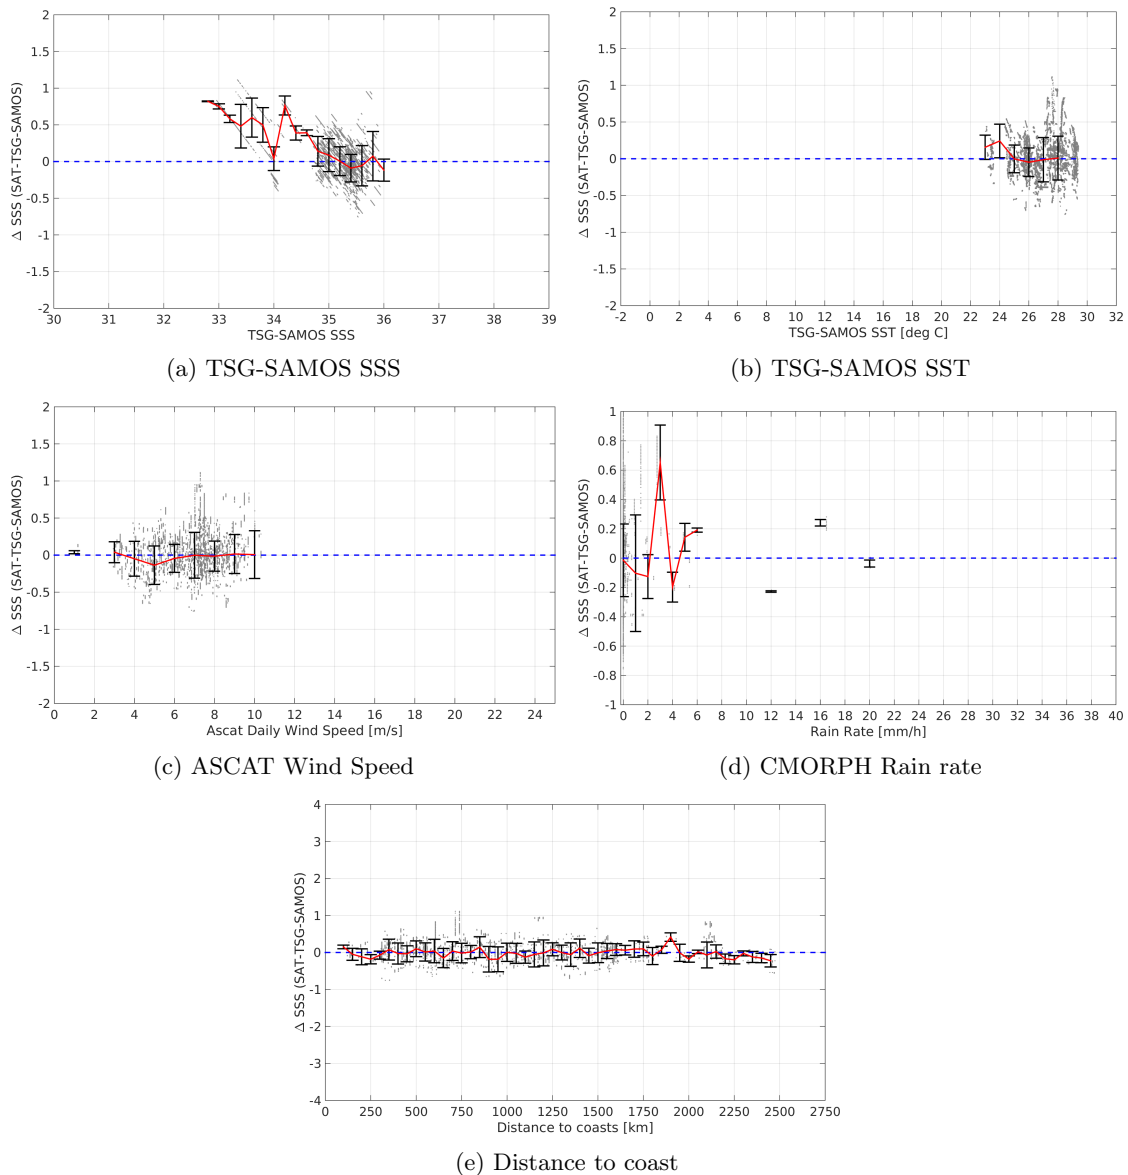 2
1.5
1
0.5
0
-0.5
-1
-1.5
-2
Δ SSS (SAT-TSG-SAMOS)
30 31 32 33 34 35 36 37 38 39
TSG-SAMOS SSS
(a) TSG-SAMOS SSS
2
1.5
1
0.5
0
-0.5
-1
-1.5
-2
Δ SSS (SAT-TSG-SAMOS)
-2 0 2 4 6 8 10 12 14 16 18 20 22 24 26 28 30 32
TSG-SAMOS SST [deg C]
(b) TSG-SAMOS SST
2
1.5
1
0.5
0
-0.5
-1
-1.5
-2
Δ SSS (SAT-TSG-SAMOS)
0 2 4 6 8 10 12 14 16 18 20 22 24
Ascat Daily Wind Speed [m/s]
(c) ASCAT Wind Speed
1
0.8
0.6
0.4
0.2
0
-0.2
-0.4
-0.6
-0.8
-1
Δ SSS (SAT-TSG-SAMOS)
0 2 4 6 8 10 12 14 16 18 20 22 24 26 28 30 32 34 36 38 40
Rain Rate [mm/h]
(d) CMORPH Rain rate
4
3
2
1
0
-1
-2
-3
-4
Δ SSS (SAT-TSG-SAMOS)
0 250 500 750 1000 1250 1500 1750 2000 2250 2500 2750
Distance to coasts [km]
(e) Distance to coast